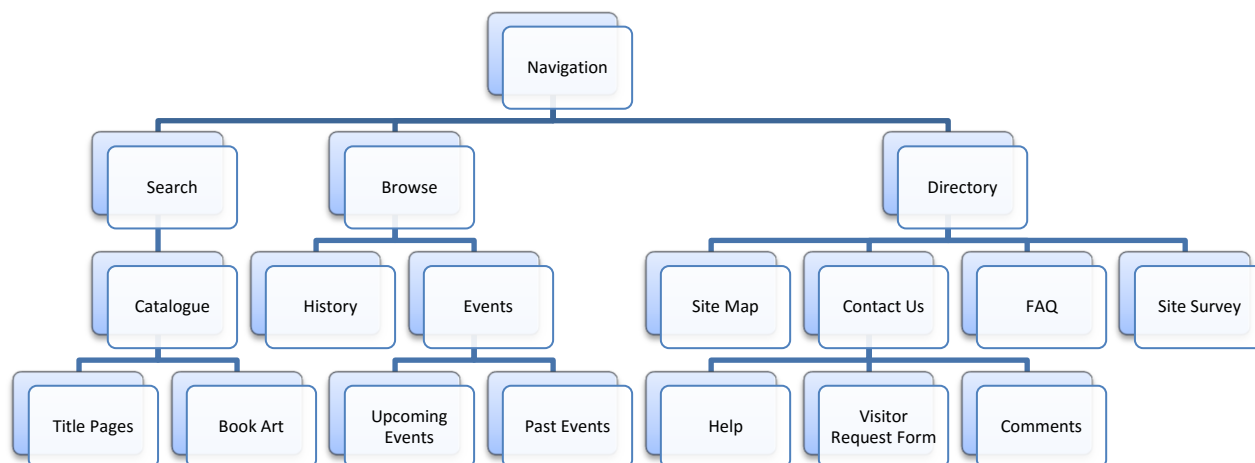 Navigation
Search
Browse
Directory
Catalogue
History
Events
Site Map
Contact Us
FAQ
Site Survey
Title Pages
Book Art
Upcoming
Events
Past Events
Help
Visitor
Request Form
Comments